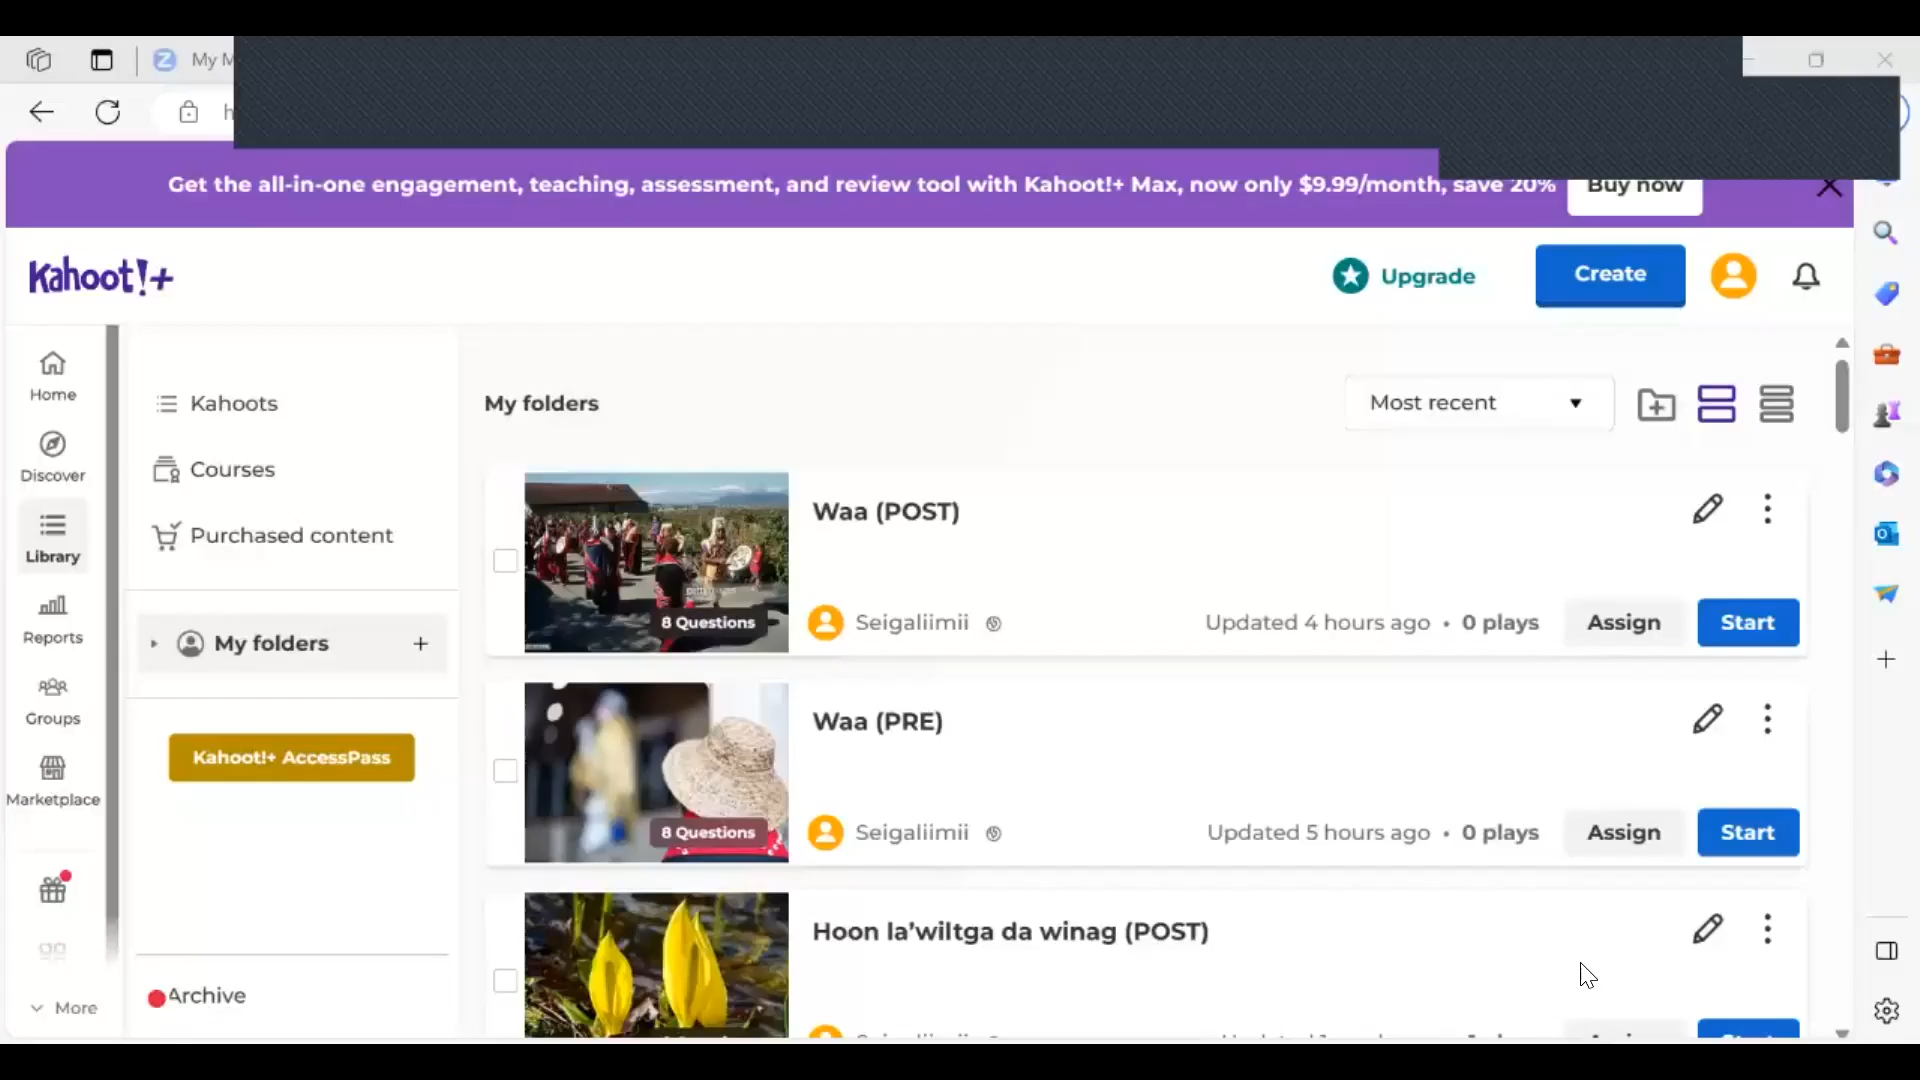 My M
h
Get the all-in-one engagement, teaching, assessment, and review tool with Kahoot!+ Max, now only $9.99/month, save 20%
Buy now
Kahoot!+
Upgrade
Create
Home
Discover
Library
Reports
Groups
Marketplace
More
Kahoots
Courses
Purchased content
My folders
Kahoot!+ AccessPass
Archive
My folders
Most recent
Waa (POST)
8 Questions
Seigaliimii
Updated 4 hours ago • 0 plays
Assign
Start
Waa (PRE)
8 Questions
Seigaliimii
Updated 5 hours ago • 0 plays
Assign
Start
Hoon la’wiltga da winag (POST)